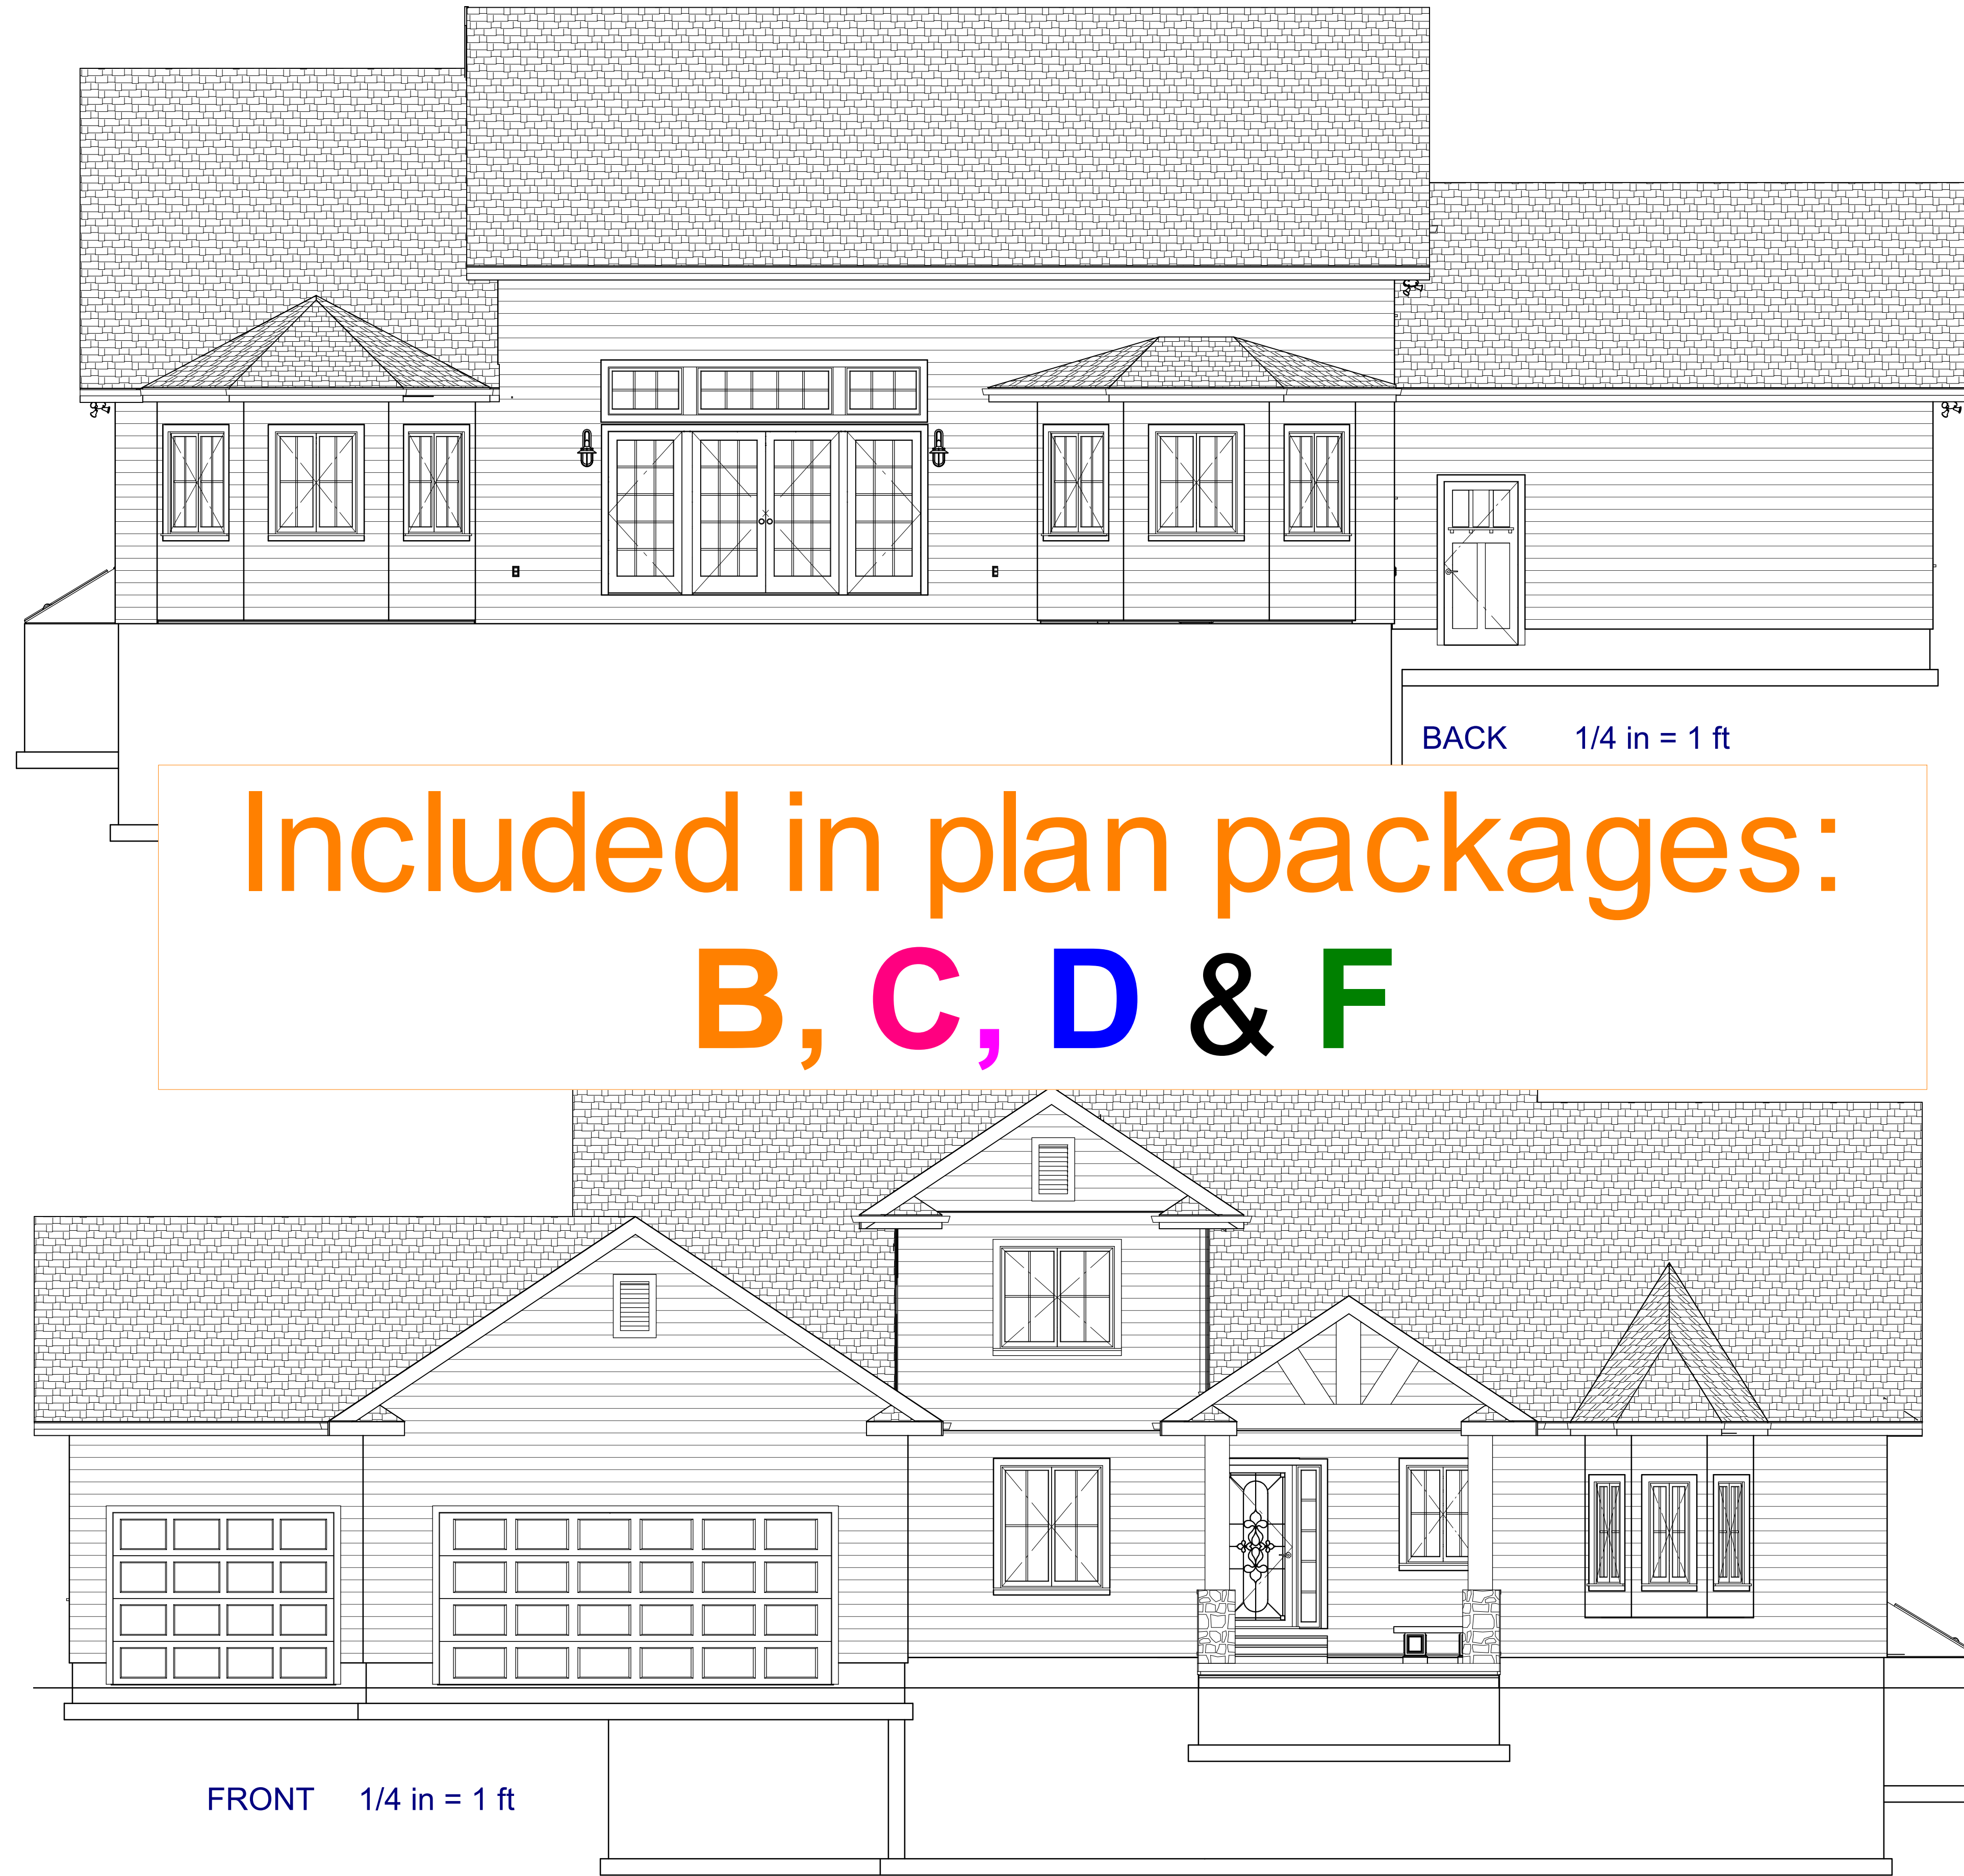 BACK 1/4 in = 1 ft
Included in plan packages:
B, C, D & F
FRONT 1/4 in = 1 ft